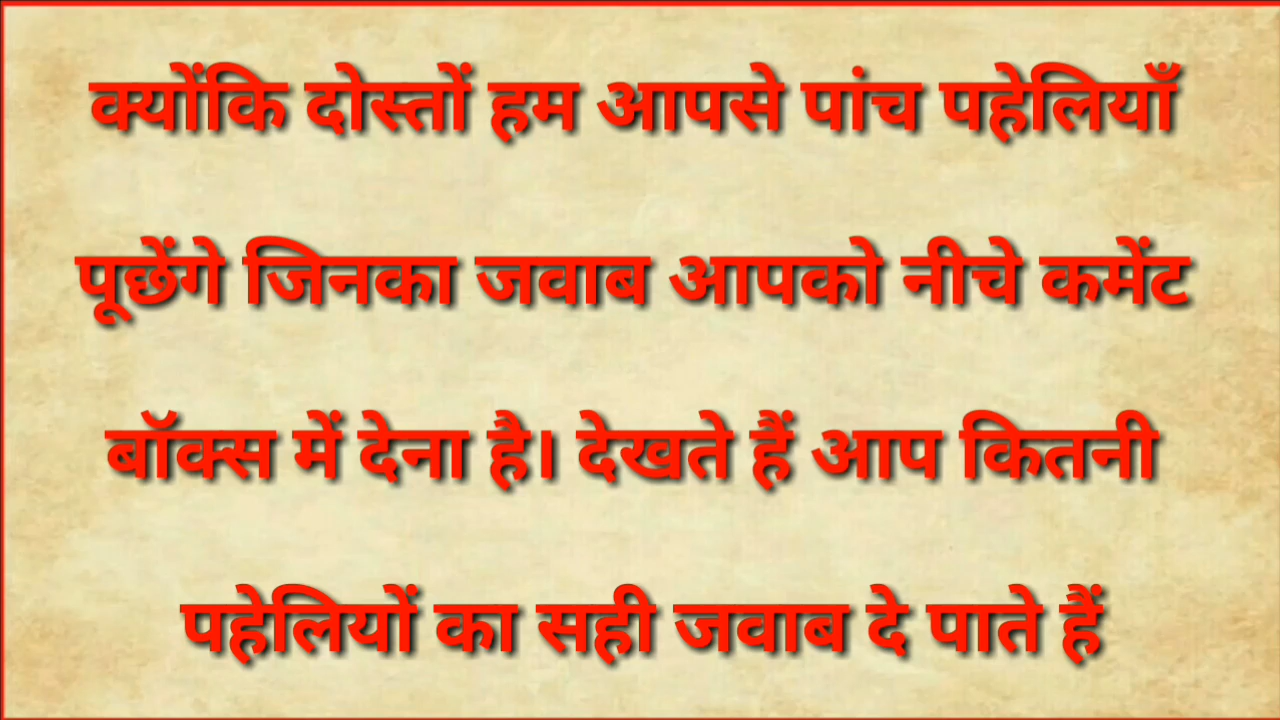 क्योंकि दोस्तों हम आपसे पांच पहेलियाँ
पूछेंगे जिनका जवाब आपको नीचे कमेंट
बॉक्स में देना है। देखते हैं आप कितनी
पहेलियों का सही जवाब दे पाते हैं